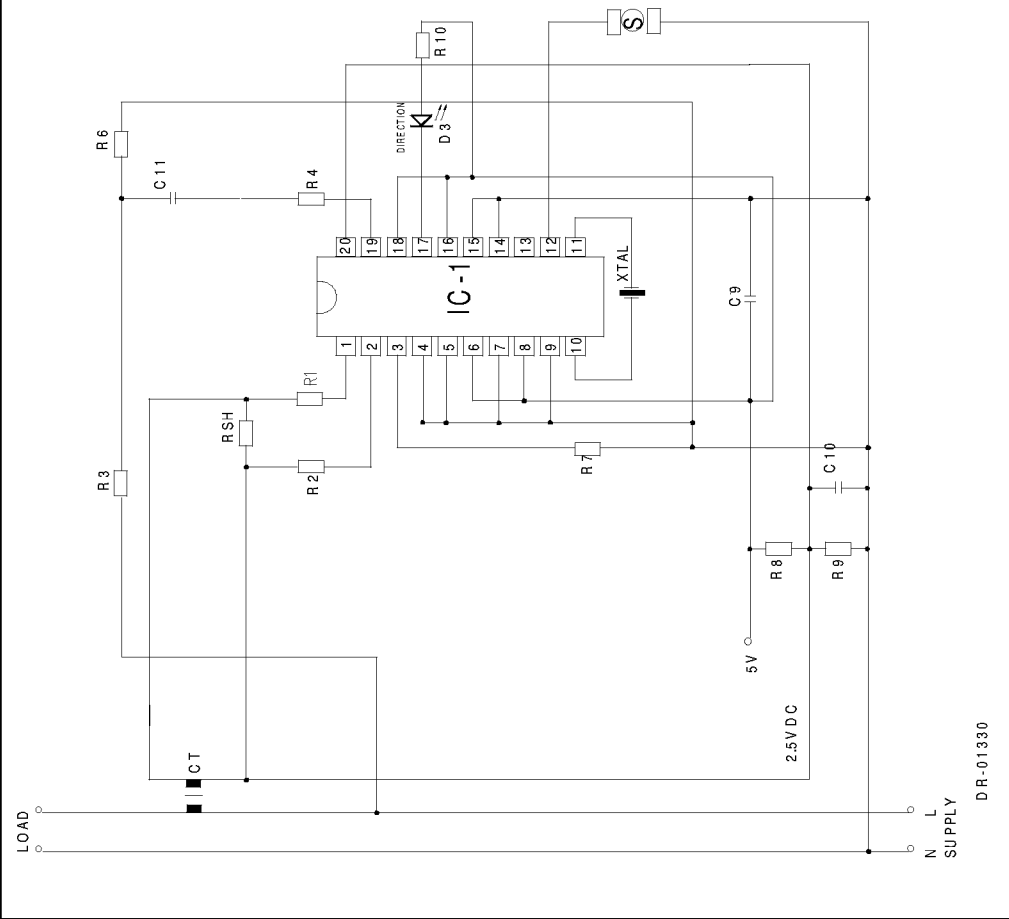 R10
S
R6
DIRECTION
D3
C11
R4
20
19
18
17
16
15
14
13
12
11
IC-1
XTAL
C9
1
2
3
4
5
6
7
8
9
10
R1
RSH
R2
R3
R7
C10
R8
R9
5V
2.5VDC
CT
LOAD
L
N
SUPPLY
DR-01330